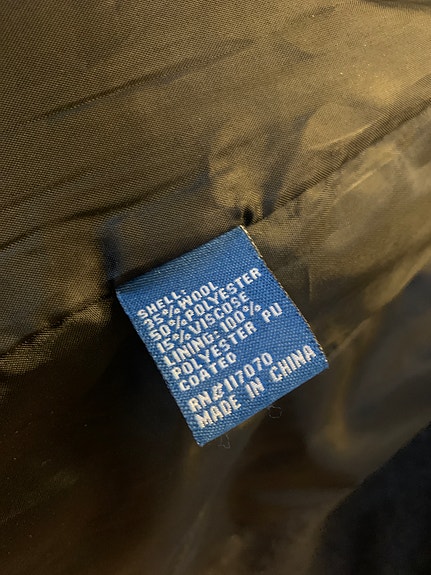 SHELL:
35%WOOL
50%POLYESTER
15%VISCOSE
LINING:100%
POLYESTER PU
COATED
RN#117070
MADE IN CHINA